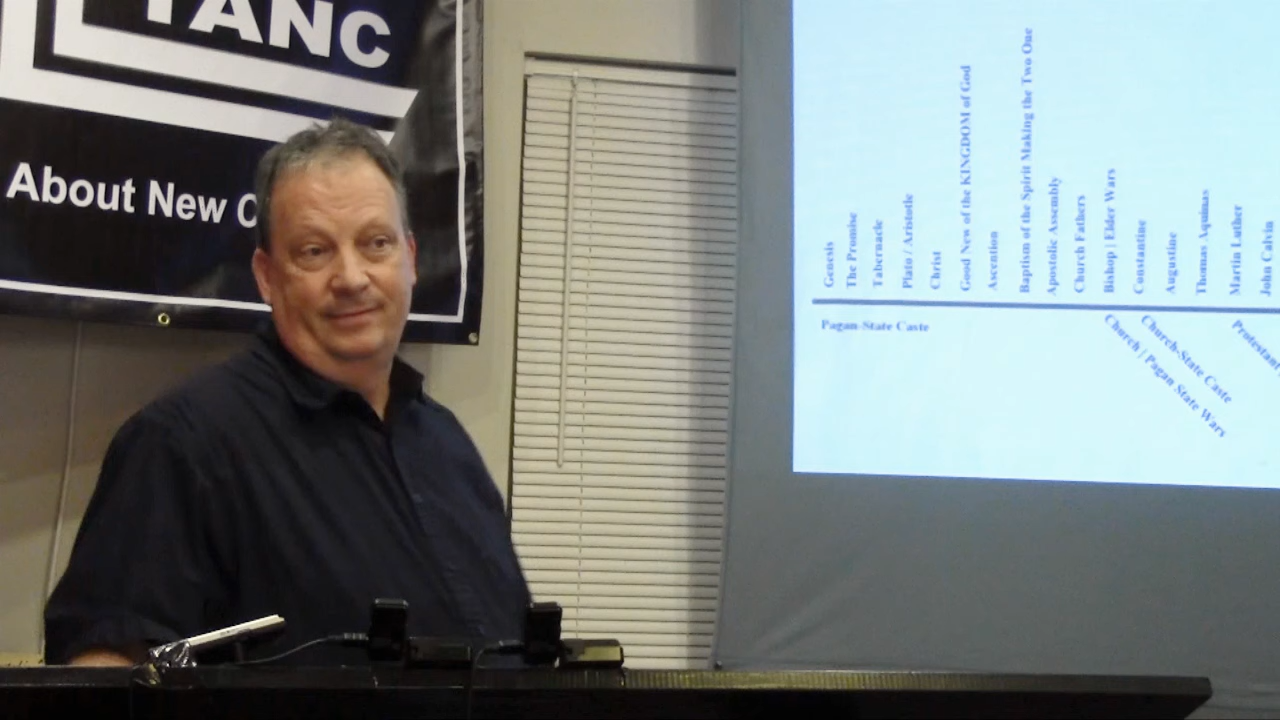 TANC
About New C
Genesis
The Promise
Tabernacle
Plato / Aristotle
Christ
Good New of the KINGDOM of God
Ascention
Baptism of the Spirit Making the Two One
Apostolic Assembly
Church Fathers
Bishop | Elder Wars
Constantine
Augustine
Thomas Aquinas
Martin Luther
John Calvin
Pagan-State Caste
Church | Pagan State Wars
Church-State Caste
Protestant